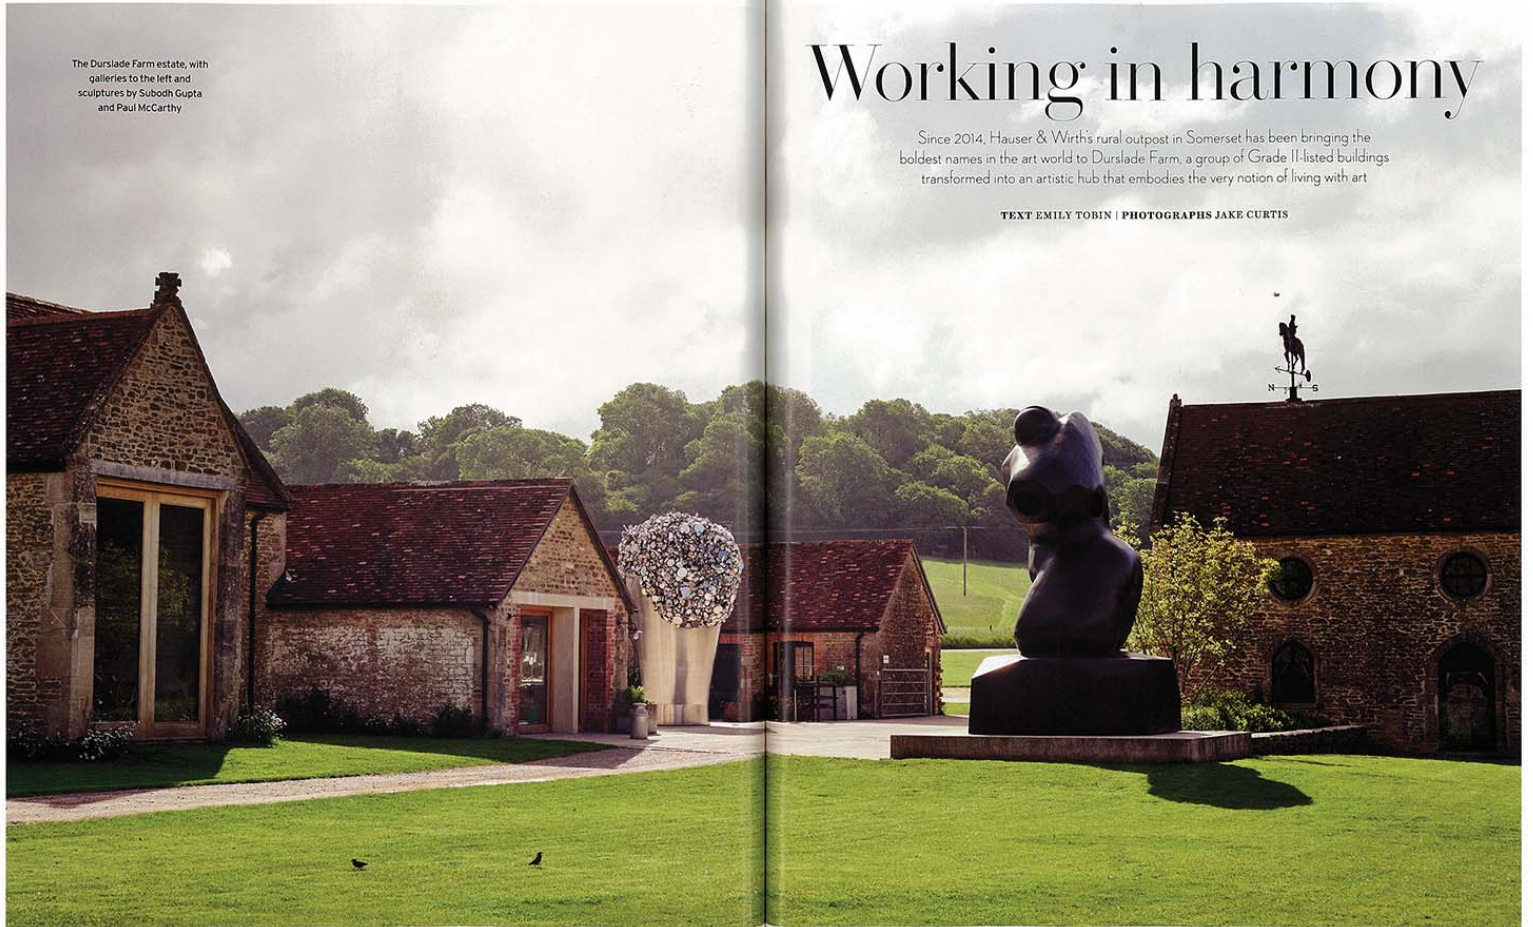 The Durslade Farm estate, with
galleries to the left and
sculptures by Subodh Gupta
and Paul McCarthy
Working in harmony
Since 2014, Hauser & Wirth's rural outpost in Somerset has been bringing the
boldest names in the art world to Durslade Farm, a group of Grade II-listed buildings
transformed into an artistic hub that embodies the very notion of living with art
TEXT EMILY TOBIN | PHOTOGRAPHS JAKE CURTIS
N S